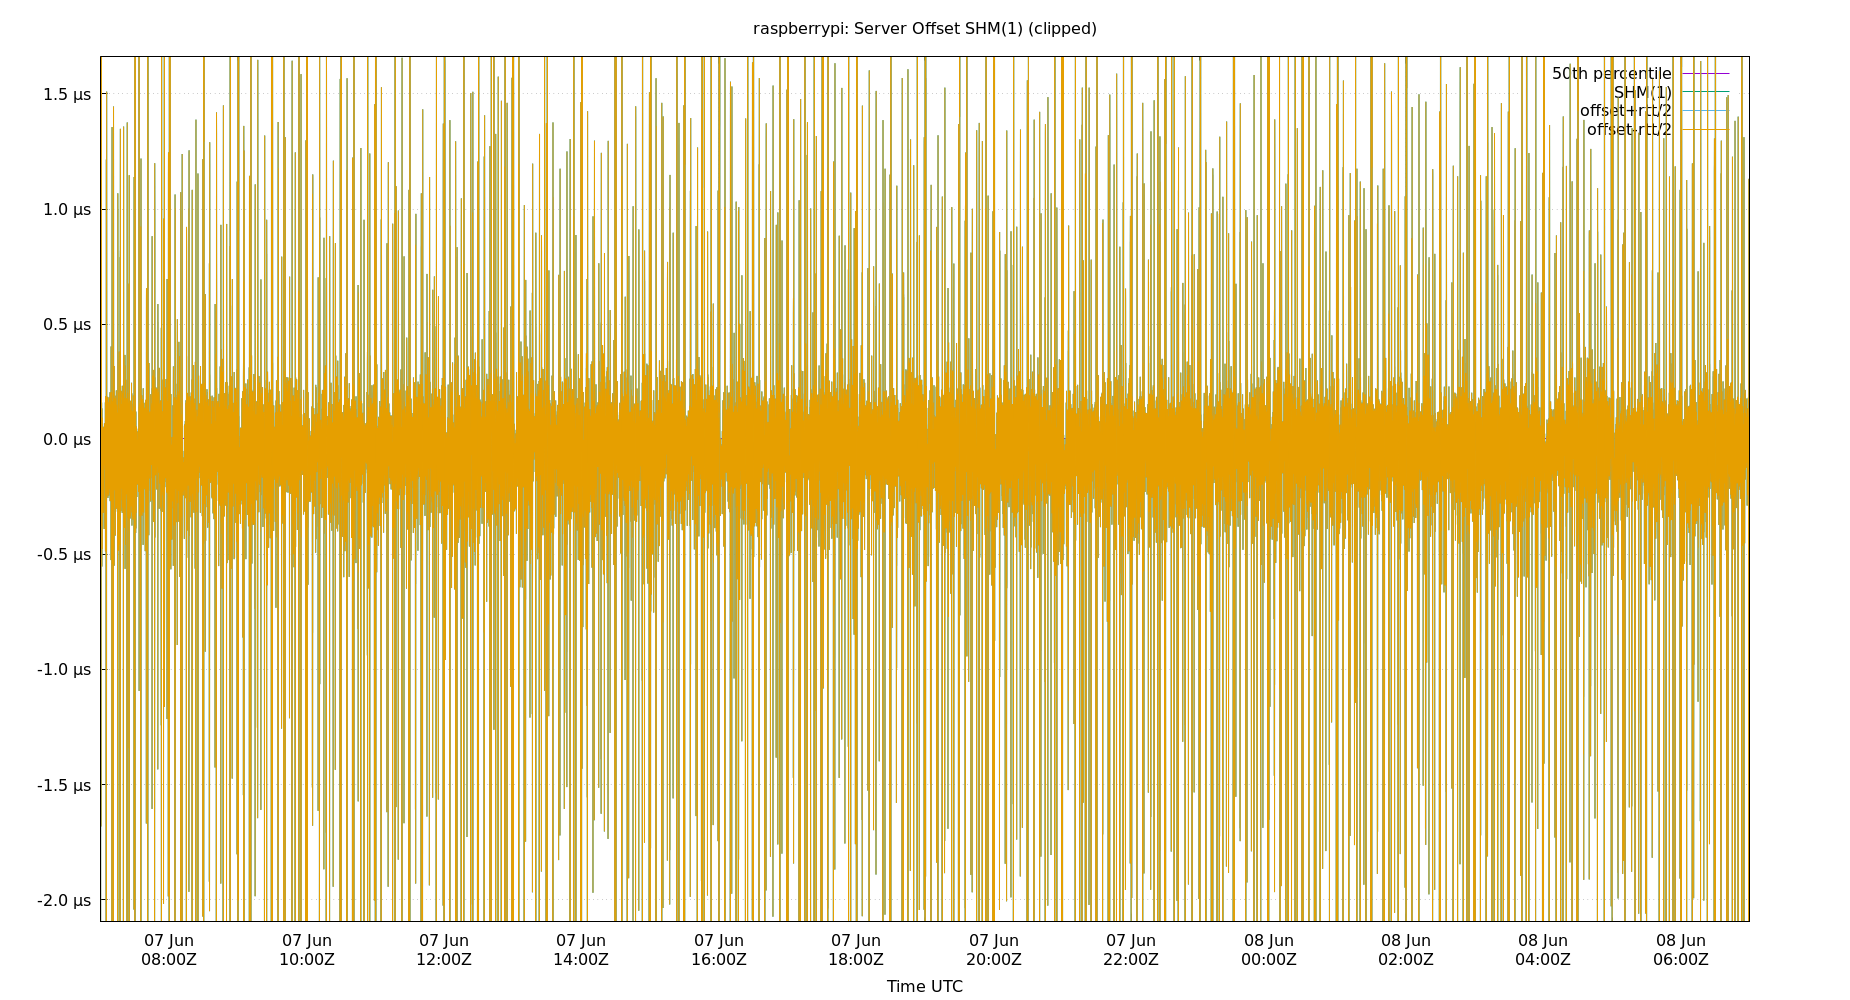 raspberrypi: Server Offset SHM(1) (clipped)
50th percentile
SHM(1)
offset+rtt/2
offset-rtt/2
1.5 µs
1.0 µs
0.5 µs
0.0 µs
-0.5 µs
-1.0 µs
-1.5 µs
-2.0 µs
07 Jun 07 Jun 07 Jun 07 Jun 07 Jun 07 Jun 07 Jun 07 Jun 08 Jun 08 Jun 08 Jun 08 Jun
08:00Z 10:00Z 12:00Z 14:00Z 16:00Z 18:00Z 20:00Z 22:00Z 00:00Z 02:00Z 04:00Z 06:00Z
Time UTC